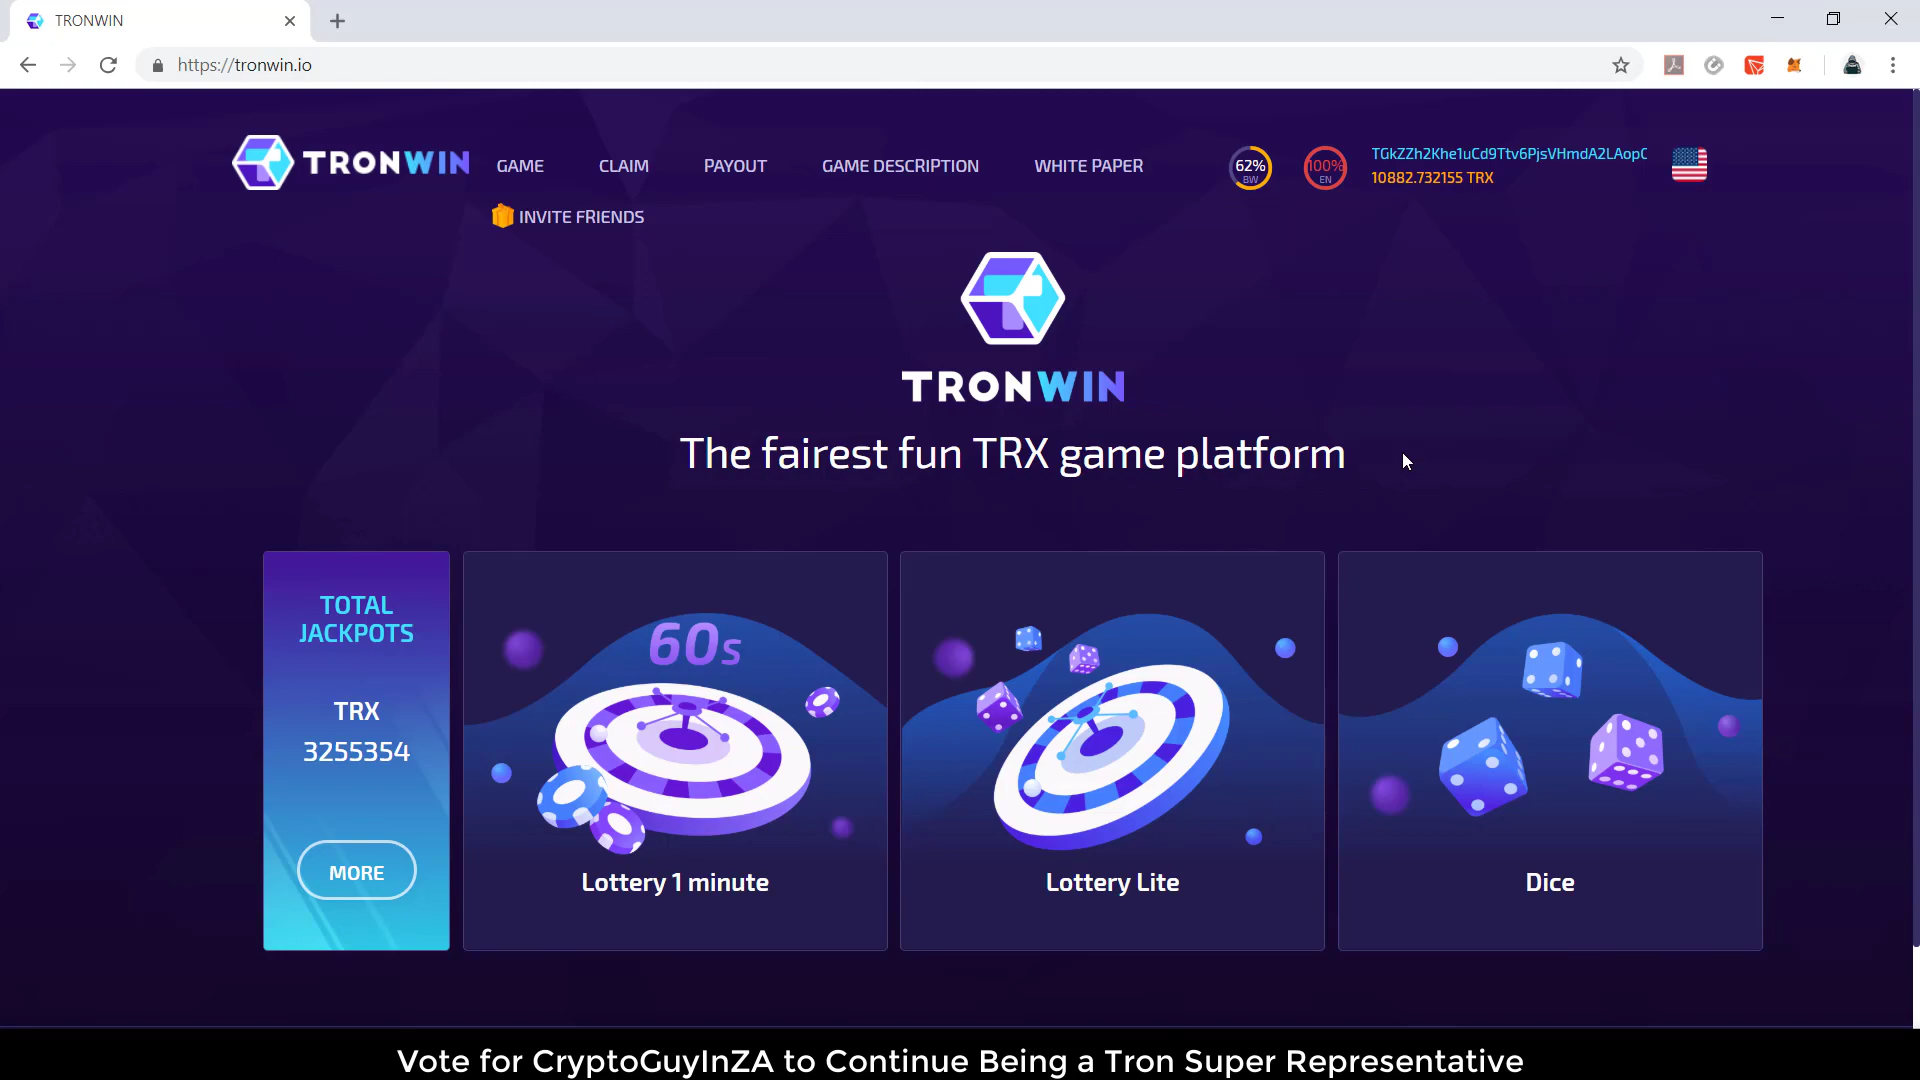 TRONWIN
https://tronwin.io
TRONWIN
GAME
CLAIM
PAYOUT
GAME DESCRIPTION
WHITE PAPER
62%
BW
100%
EN
TGkZZh2Khe1uCd9Ttv6PjsVHmdA2LAopC
10882.732155 TRX
INVITE FRIENDS
TRONWIN
The fairest fun TRX game platform
TOTAL
JACKPOTS
TRX
3255354
MORE
60s
Lottery 1 minute
Lottery Lite
Dice
Vote for CryptoGuyInZA to Continue Being a Tron Super Representative